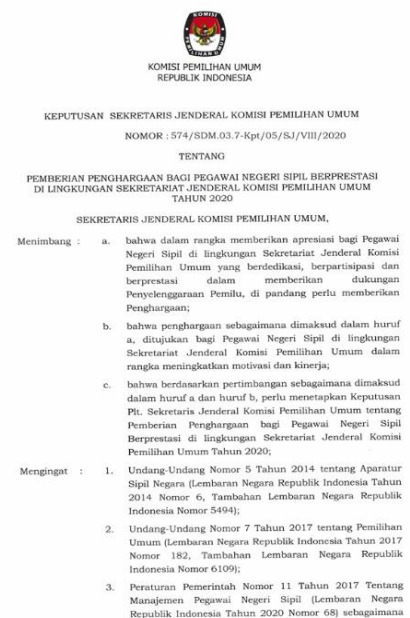 KOMISI
PEMILIHAN UMUM
KOMISI PEMILIHAN UMUM
REPUBLIK INDONESIA
KEPUTUSAN SEKRETARIS JENDERAL KOMISI PEMILIHAN UMUM
NOMOR : 574/SDM.03.7-Kpt/05/SJ/VIII/2020
TENTANG
PEMBERIAN PENGHARGAAN BAGI PEGAWAI NEGERI SIPIL BERPRESTASI
DI LINGKUNGAN SEKRETARIAT JENDERAL KOMISI PEMILIHAN UMUM
TAHUN 2020
SEKRETARIS JENDERAL KOMISI PEMILIHAN UMUM,
Menimbang : a. bahwa dalam rangka memberikan apresiasi bagi Pegawai
Negeri Sipil di lingkungan Sekretariat Jenderal Komisi
Pemilihan Umum yang berdedikasi, berpartisipasi dan
berprestasi dalam memberikan dukungan
Penyelenggaraan Pemilu, di pandang perlu memberikan
Penghargaan;
b. bahwa penghargaan sebagaimana dimaksud dalam huruf
a, ditujukan bagi Pegawai Negeri Sipil di lingkungan
Sekretariat Jenderal Komisi Pemilihan Umum dalam
rangka meningkatkan motivasi dan kinerja;
c. bahwa berdasarkan pertimbangan sebagaimana dimaksud
dalam huruf a dan huruf b, perlu menetapkan Keputusan
Plt. Sekretaris Jenderal Komisi Pemilihan Umum tentang
Pemberian Penghargaan bagi Pegawai Negeri Sipil
Berprestasi di lingkungan Sekretariat Jenderal Komisi
Pemilihan Umum Tahun 2020;
Mengingat : 1. Undang-Undang Nomor 5 Tahun 2014 tentang Aparatur
Sipil Negara (Lembaran Negara Republik Indonesia Tahun
2014 Nomor 6, Tambahan Lembaran Negara Republik
Indonesia Nomor 5494);
2. Undang-Undang Nomor 7 Tahun 2017 tentang Pemilihan
Umum (Lembaran Negara Republik Indonesia Tahun 2017
Nomor 182, Tambahan Lembaran Negara Republik
Indonesia Nomor 6109);
3. Peraturan Pemerintah Nomor 11 Tahun 2017 Tentang
Manajemen Pegawai Negeri Sipil (Lembaran Negara
Republik Indonesia Tahun 2020 Nomor 68) sebagaimana